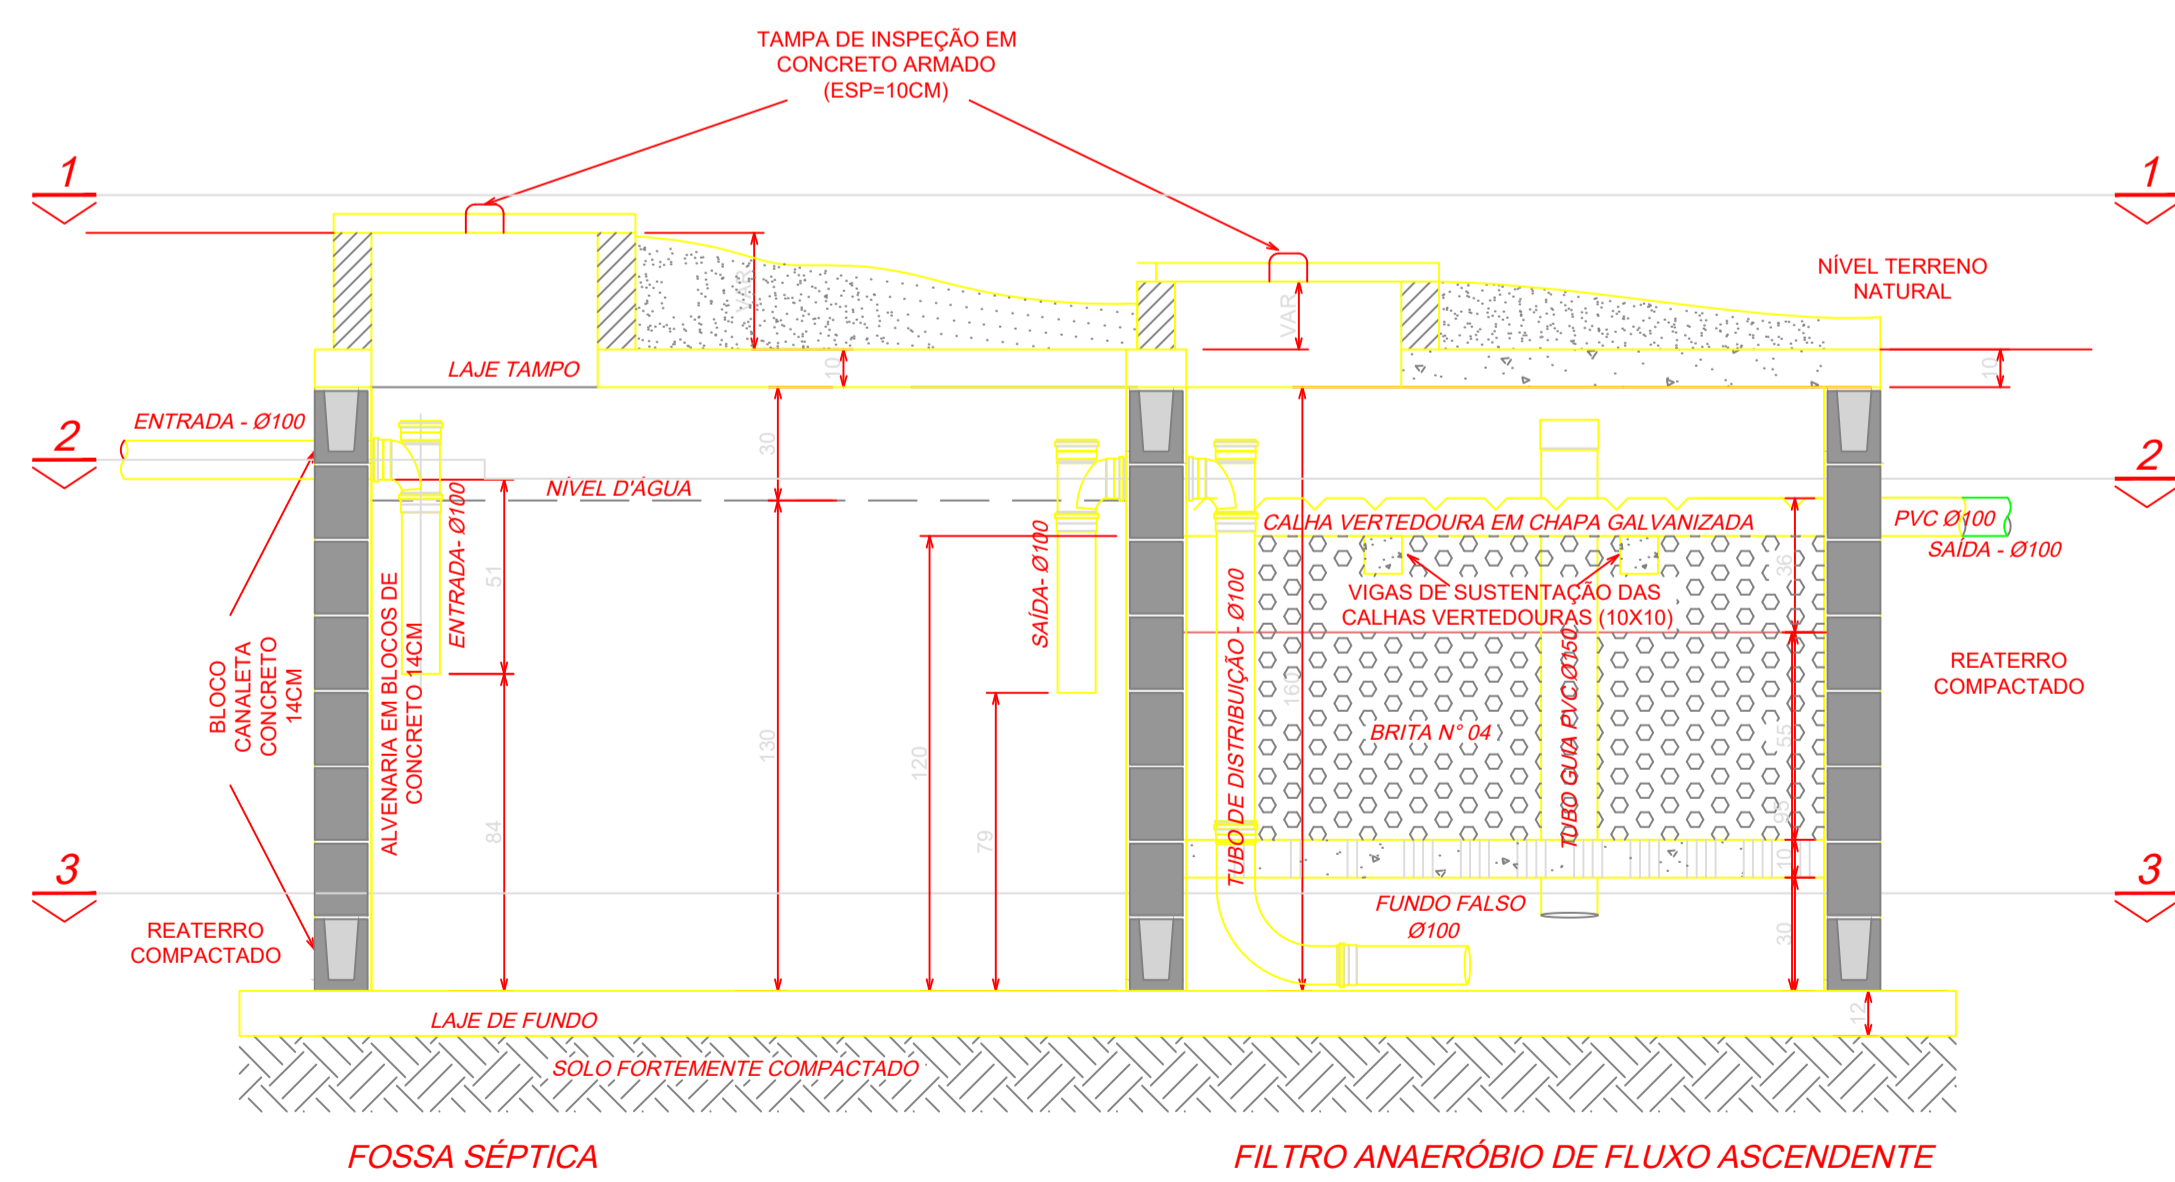 TAMPA DE INSPEÇÃO EM
CONCRETO ARMADO
(ESP=10CM)
1
1
NÍVEL TERRENO
NATURAL
VAR
VAR
LAJE TAMPO
10
10
ENTRADA - Ø100
2
2
30
NÍVEL D'ÁGUA
CALHA VERTEDOURA EM CHAPA GALVANIZADA
PVC Ø100
SAÍDA - Ø100
ENTRADA- Ø100
51
SAÍDA- Ø100
36
VIGAS DE SUSTENTAÇÃO DAS
CALHAS VERTEDOURAS (10X10)
BLOCO
CANALETA
CONCRETO
14CM
ALVENARIA EM BLOCOS DE
CONCRETO 14CM
TUBO DE DISTRIBUIÇÃO - Ø100
160
TUBO GUIA PVC Ø150
REATERRO
COMPACTADO
BRITA N° 04
130
120
55
95
84
79
10
3
3
FUNDO FALSO
Ø100
30
REATERRO
COMPACTADO
LAJE DE FUNDO
12
SOLO FORTEMENTE COMPACTADO
FOSSA SÉPTICA
FILTRO ANAERÓBIO DE FLUXO ASCENDENTE